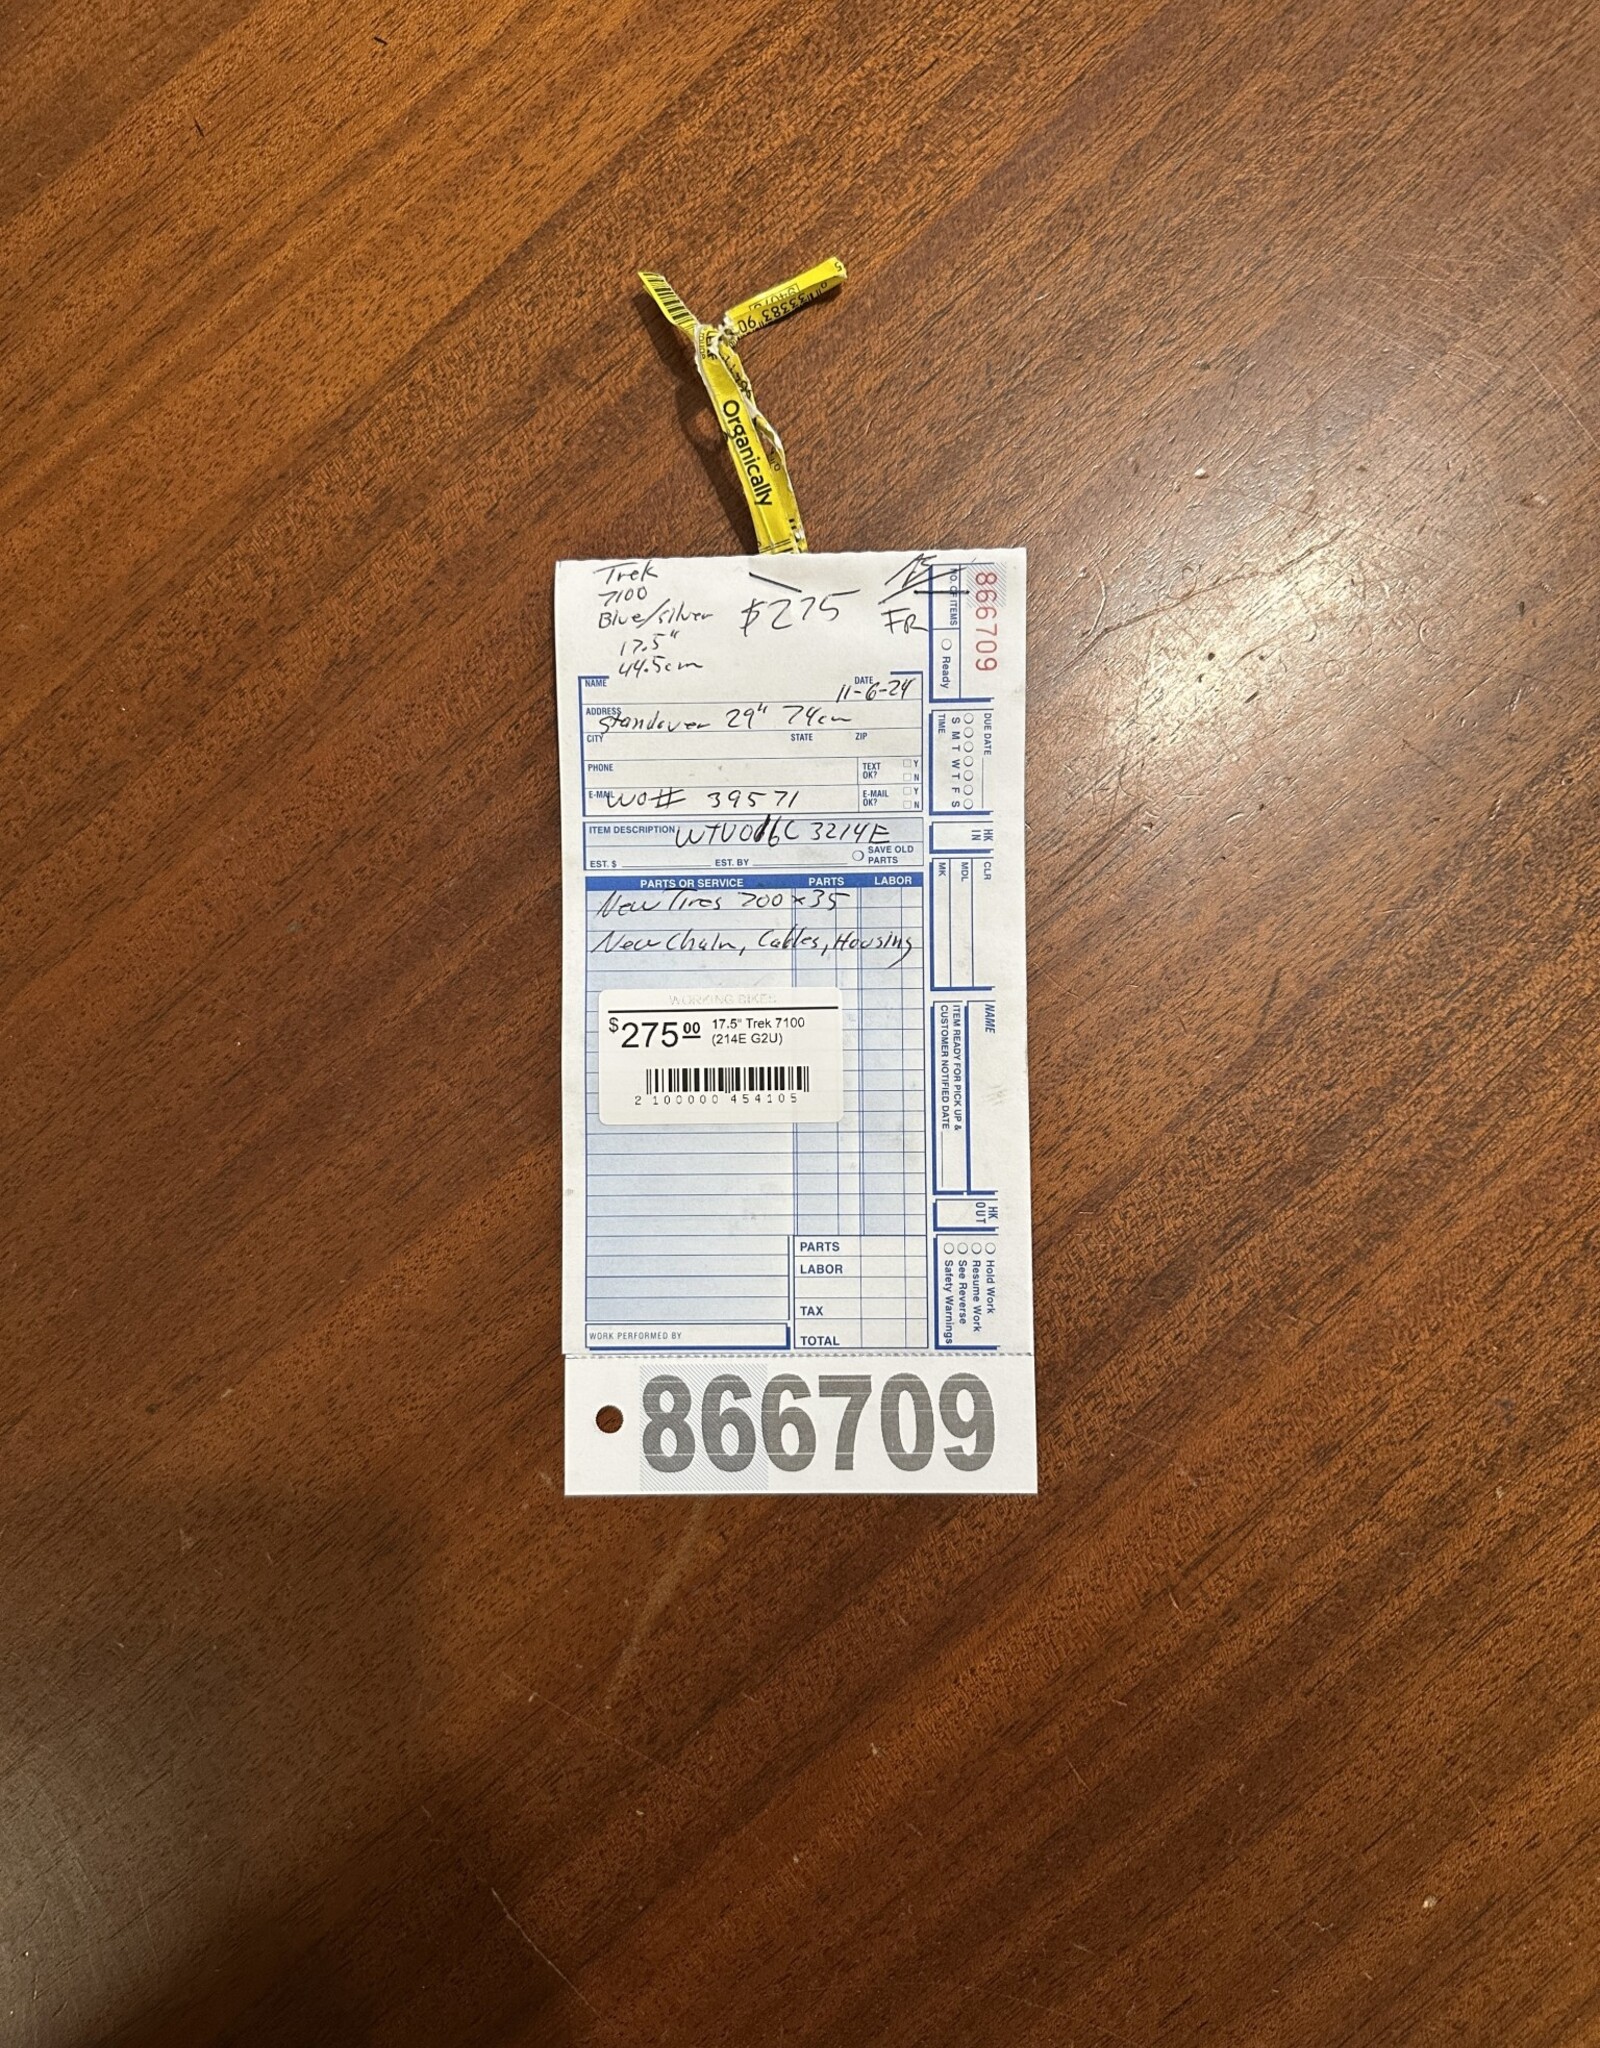 Organically
Trek
7100
Blue/silver
17.5"
44.5cm
$275
FR
NO. OF ITEMS
Ready
866709
NAME
DATE
11-6-24
ADDRESS
Standover 29" 74cm
CITY STATE ZIP
PHONE
TEXT OK? Y N
E-MAIL
WO# 39571
E-MAIL OK? Y N
ITEM DESCRIPTION
WTU016C3214E
EST. $ EST. BY
SAVE OLD PARTS
PARTS OR SERVICE PARTS LABOR
New Tires 700x35
New Chain, Cables, Housing
WORKING BIKES
$275.00
17.5" Trek 7100
(214E G2U)
2 100000 454105
PARTS
LABOR
TAX
TOTAL
WORK PERFORMED BY
DUE DATE
S M T W T F S
TIME
HK IN
CLR
MDL
MK
NAME
ITEM READY FOR PICK UP &
CUSTOMER NOTIFIED DATE
HK OUT
Hold Work
Resume Work
See Reverse
Safety Warnings
866709